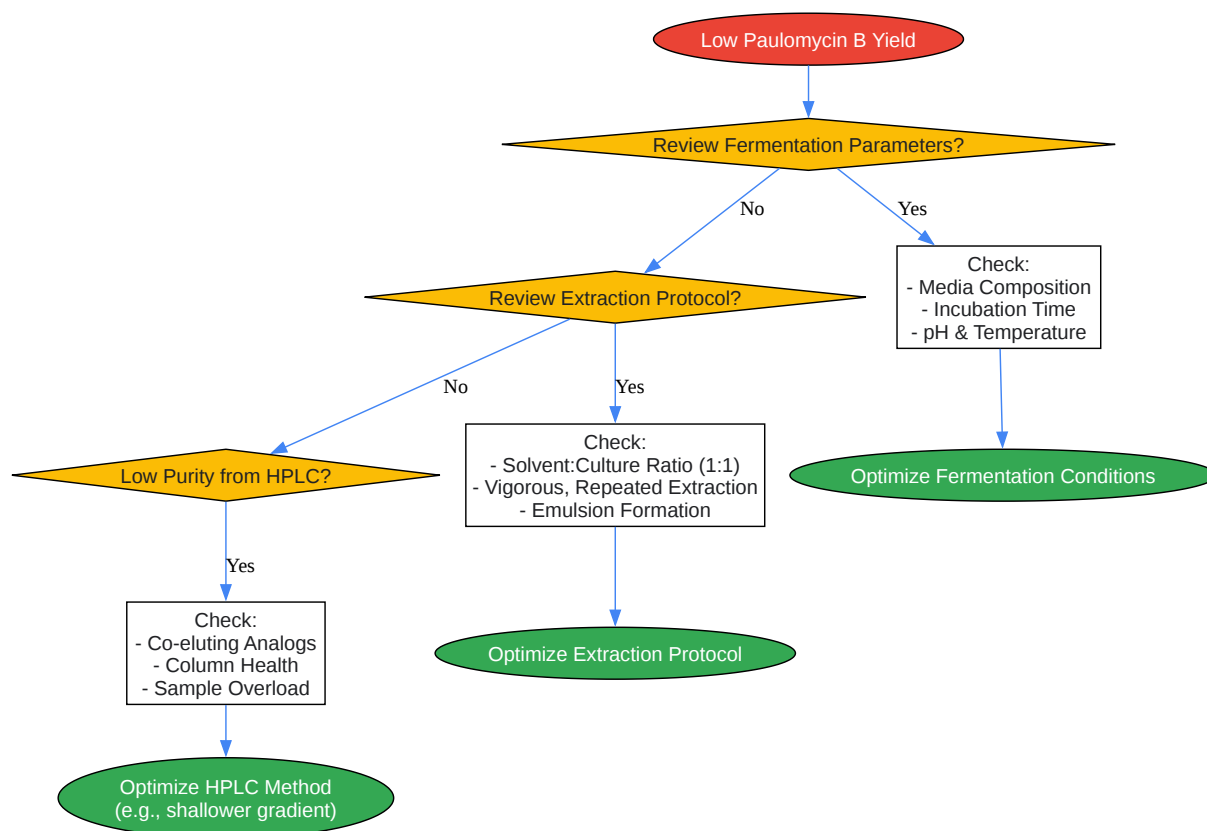 Low Paulomycin B Yield
Review Fermentation Parameters?
No
Yes
Check:
- Media Composition
- Incubation Time
- pH & Temperature
Review Extraction Protocol?
No
Yes
Check:
- Solvent:Culture Ratio (1:1)
- Vigorous, Repeated Extraction
- Emulsion Formation
Optimize Fermentation Conditions
Low Purity from HPLC?
Yes
Check:
- Co-eluting Analogs
- Column Health
- Sample Overload
Optimize Extraction Protocol
Optimize HPLC Method
(e.g., shallower gradient)